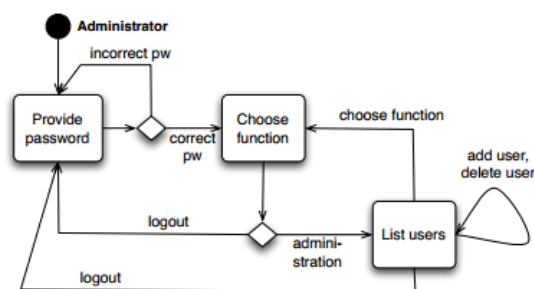 Administrator
incorrect pw
Provide
password
correct
pw
Choose
function
choose function
add user,
delete user
logout
admini-
stration
List users
logout